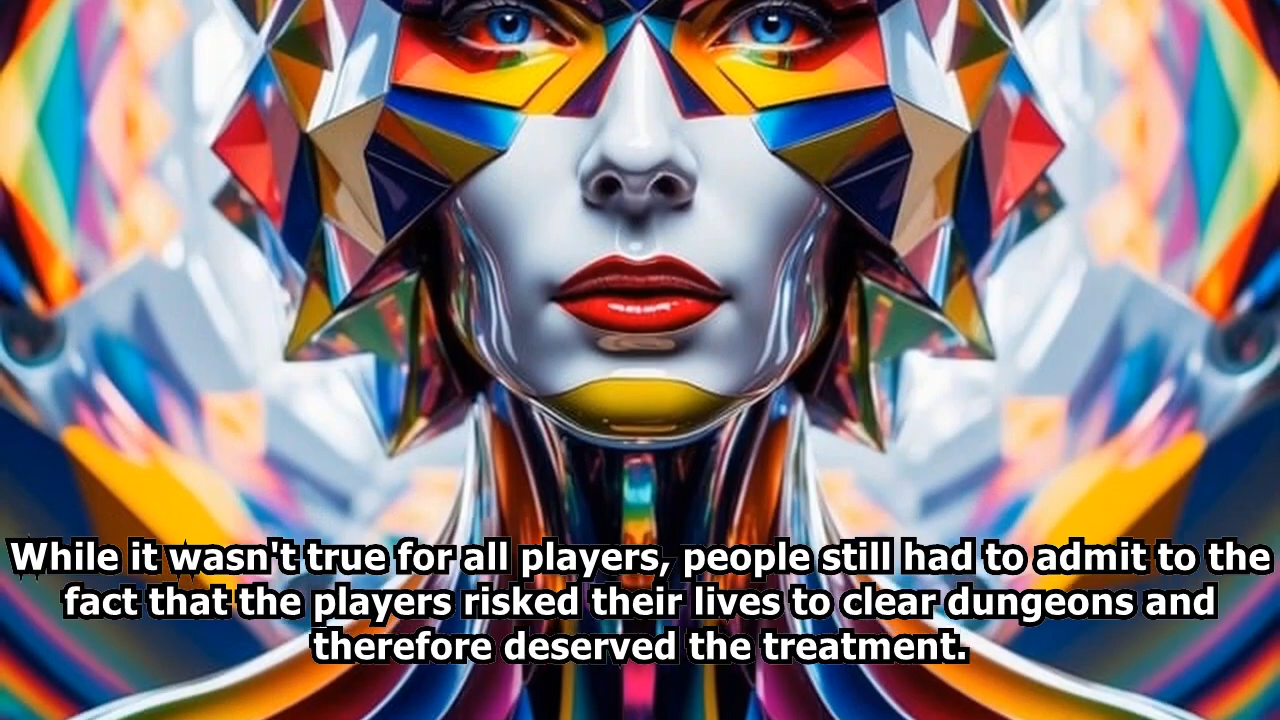 While it wasn't true for all players, people still had to admit to the
fact that the players risked their lives to clear dungeons and
therefore deserved the treatment.